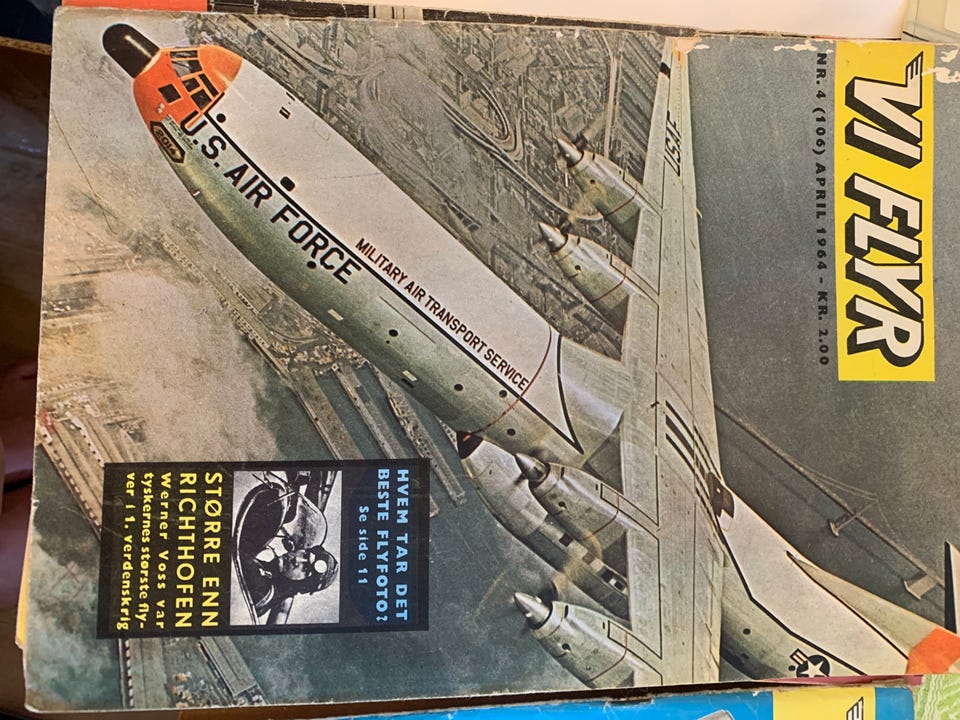 VI FLYR
NR. 4 (106) APRIL 1964 - KR. 2.00
USAF
U.S. AIR FORCE
MILITARY AIR TRANSPORT SERVICE
HVEM TAR DET
BESTE FLYFOTO?
Se side 11
STØRRE ENN
RICHTHOFEN
Werner Voss var
tyskernes største fly-
ver i 1. verdenskrig